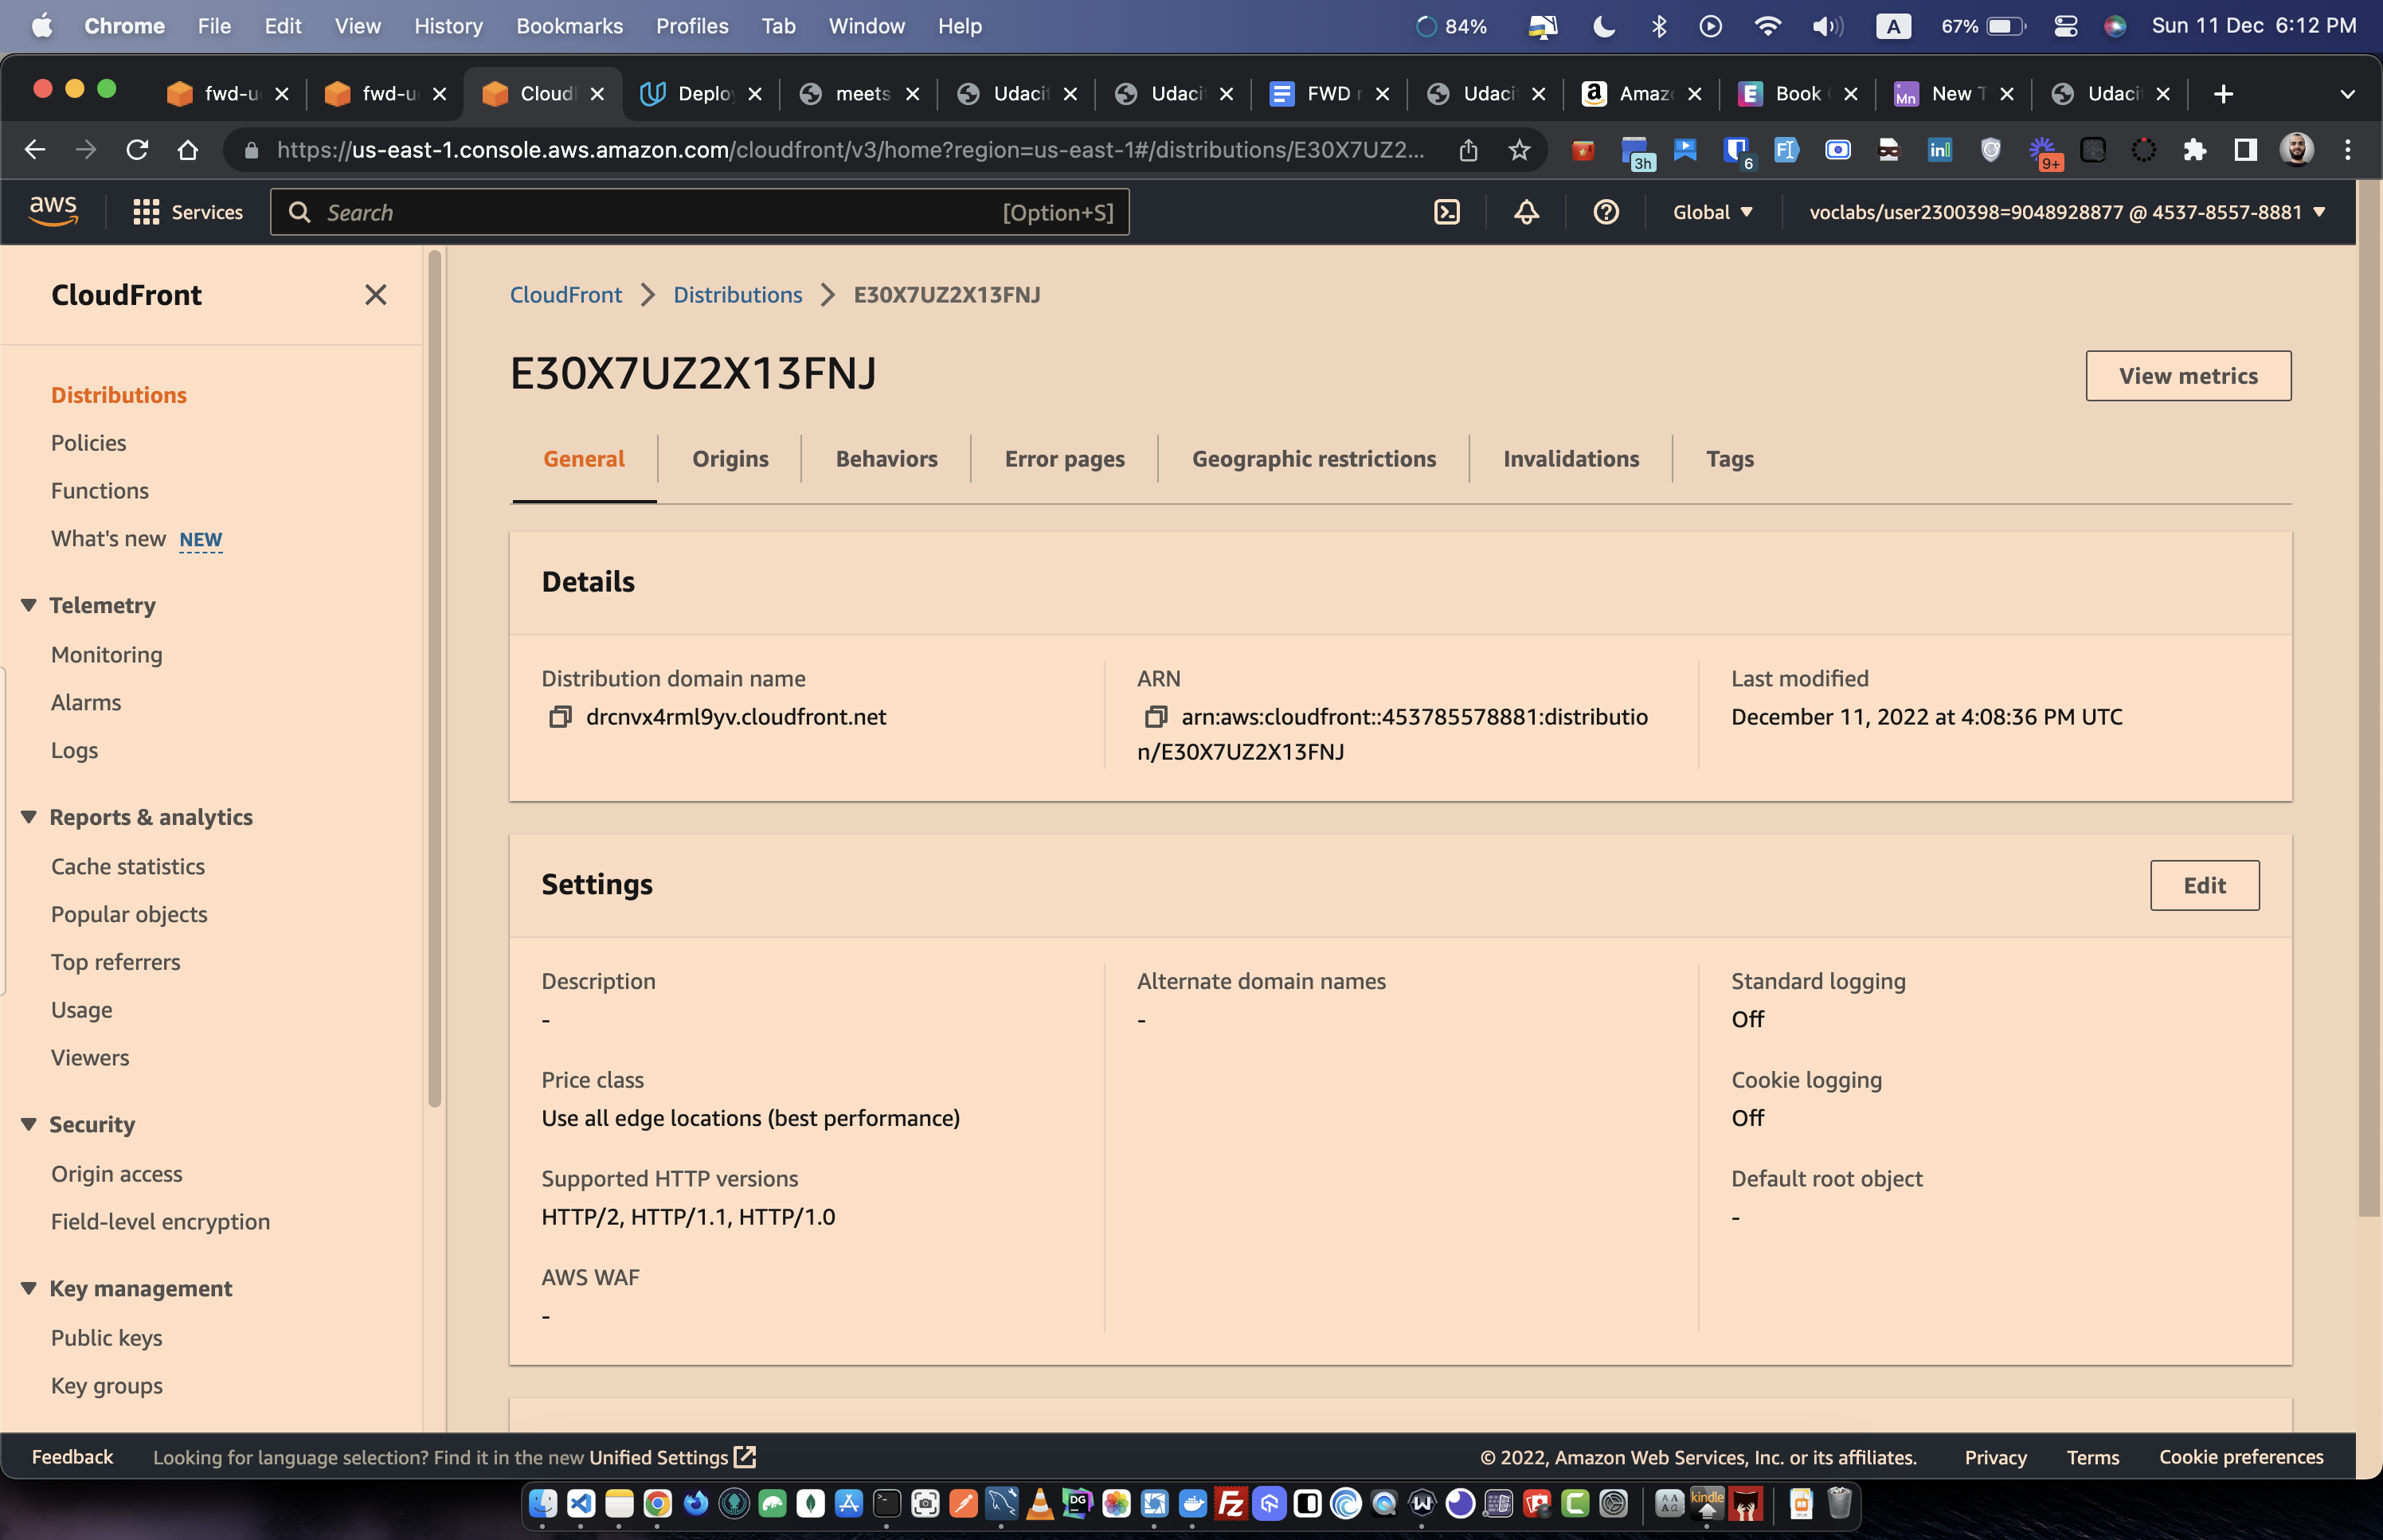 Chrome File Edit View History Bookmarks Profiles Tab Window Help 84% A 67% Sun 11 Dec 6:12 PM
fwd-u fwd-u Cloudf Deploy meets Udaci Udaci FWD r Udaci Amaz Book New T Udaci
https://us-east-1.console.aws.amazon.com/cloudfront/v3/home?region=us-east-1#/distributions/E30X7UZ2... 3h 6 9+
aws Services Search [Option+S] Global voclabs/user2300398=9048928877 @ 4537-8557-8881
CloudFront
Distributions
Policies
Functions
What's new NEW
Telemetry
Monitoring
Alarms
Logs
Reports & analytics
Cache statistics
Popular objects
Top referrers
Usage
Viewers
Security
Origin access
Field-level encryption
Key management
Public keys
Key groups
CloudFront Distributions E30X7UZ2X13FNJ
E30X7UZ2X13FNJ
View metrics
General Origins Behaviors Error pages Geographic restrictions Invalidations Tags
Details
Distribution domain name
drcnvx4rml9yv.cloudfront.net
ARN
arn:aws:cloudfront::453785578881:distributio
n/E30X7UZ2X13FNJ
Last modified
December 11, 2022 at 4:08:36 PM UTC
Settings
Edit
Description
-
Price class
Use all edge locations (best performance)
Supported HTTP versions
HTTP/2, HTTP/1.1, HTTP/1.0
AWS WAF
-
Alternate domain names
-
Standard logging
Off
Cookie logging
Off
Default root object
-
Feedback Looking for language selection? Find it in the new Unified Settings © 2022, Amazon Web Services, Inc. or its affiliates. Privacy Terms Cookie preferences
DG Fz kindle